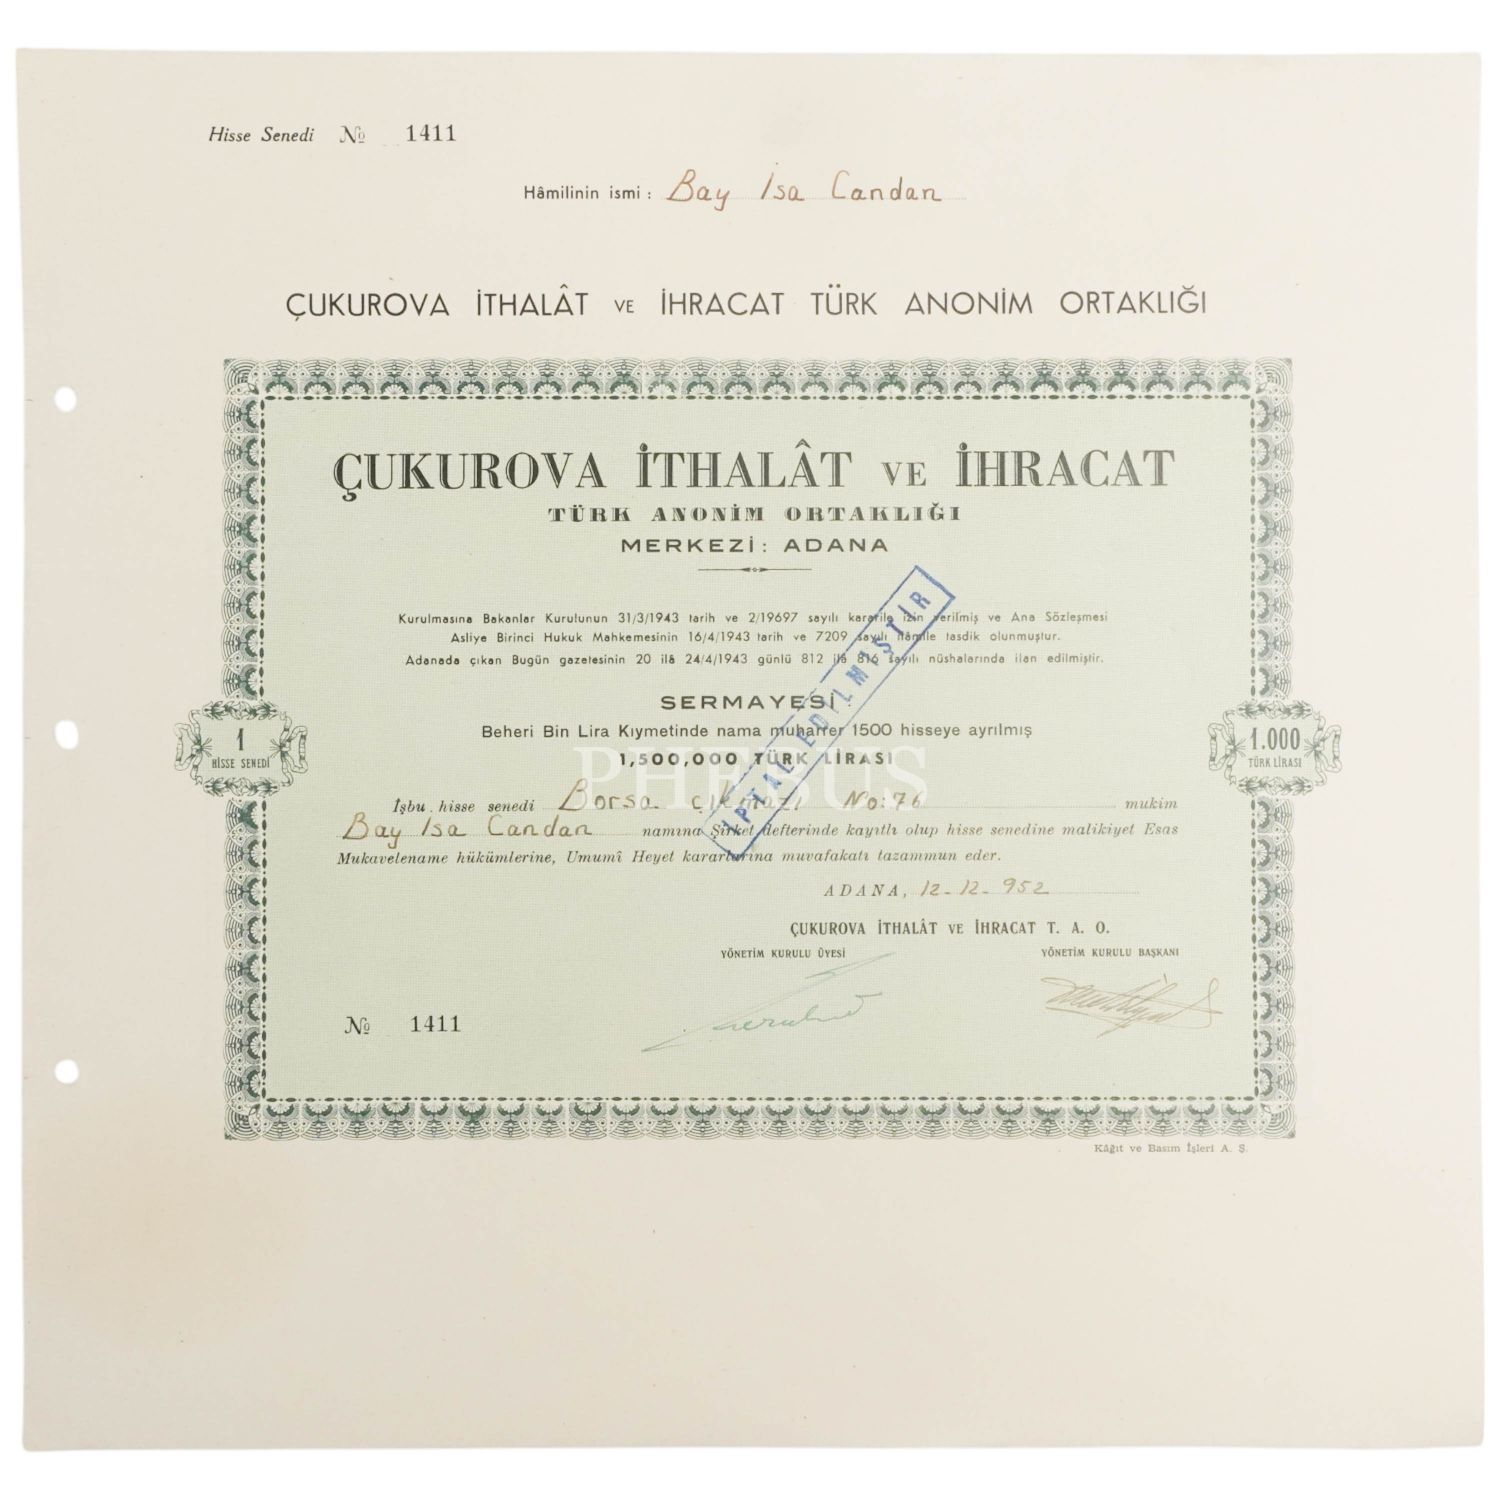 Hisse Senedi № 1411
Hâmilinin ismi : Bay İsa Candan
ÇUKUROVA İTHALÂT VE İHRACAT TÜRK ANONİM ORTAKLIĞI
ÇUKUROVA İTHALÂT VE İHRACAT
TÜRK ANONİM ORTAKLIĞI
MERKEZİ: ADANA
Kurulmasına Bakanlar Kurulunun 31/3/1943 tarih ve 2/19697 sayılı kararile izin verilmiş ve Ana Sözleşmesi
Asliye Birinci Hukuk Mahkemesinin 16/4/1943 tarih ve 7209 sayılı ilâmile tasdik olunmuştur.
Adanada çıkan Bugün gazetesinin 20 ilâ 24/4/1943 günlü 812 ilâ 816 sayılı nüshalarında ilan edilmiştir.
İPTAL EDİLMİŞTİR
SERMAYESİ
Beheri Bin Lira Kıymetinde nama muharrer 1500 hisseye ayrılmış
1,500,000 TÜRK LİRASI
1
HİSSE SENEDİ
1.000
TÜRK LİRASI
PHEBUS
İşbu hisse senedi Borsa çıkmazı No: 76 mukim
Bay İsa Candan namına Şirket defterinde kayıtlı olup hisse senedine malikiyet Esas
Mukavelename hükümlerine, Umumî Heyet kararlarına muvafakatı tazammun eder.
ADANA, 12-12-952
ÇUKUROVA İTHALÂT VE İHRACAT T. A. O.
YÖNETİM KURULU ÜYESİ YÖNETİM KURULU BAŞKANI
№ 1411
Kâğıt ve Basım İşleri A. Ş.